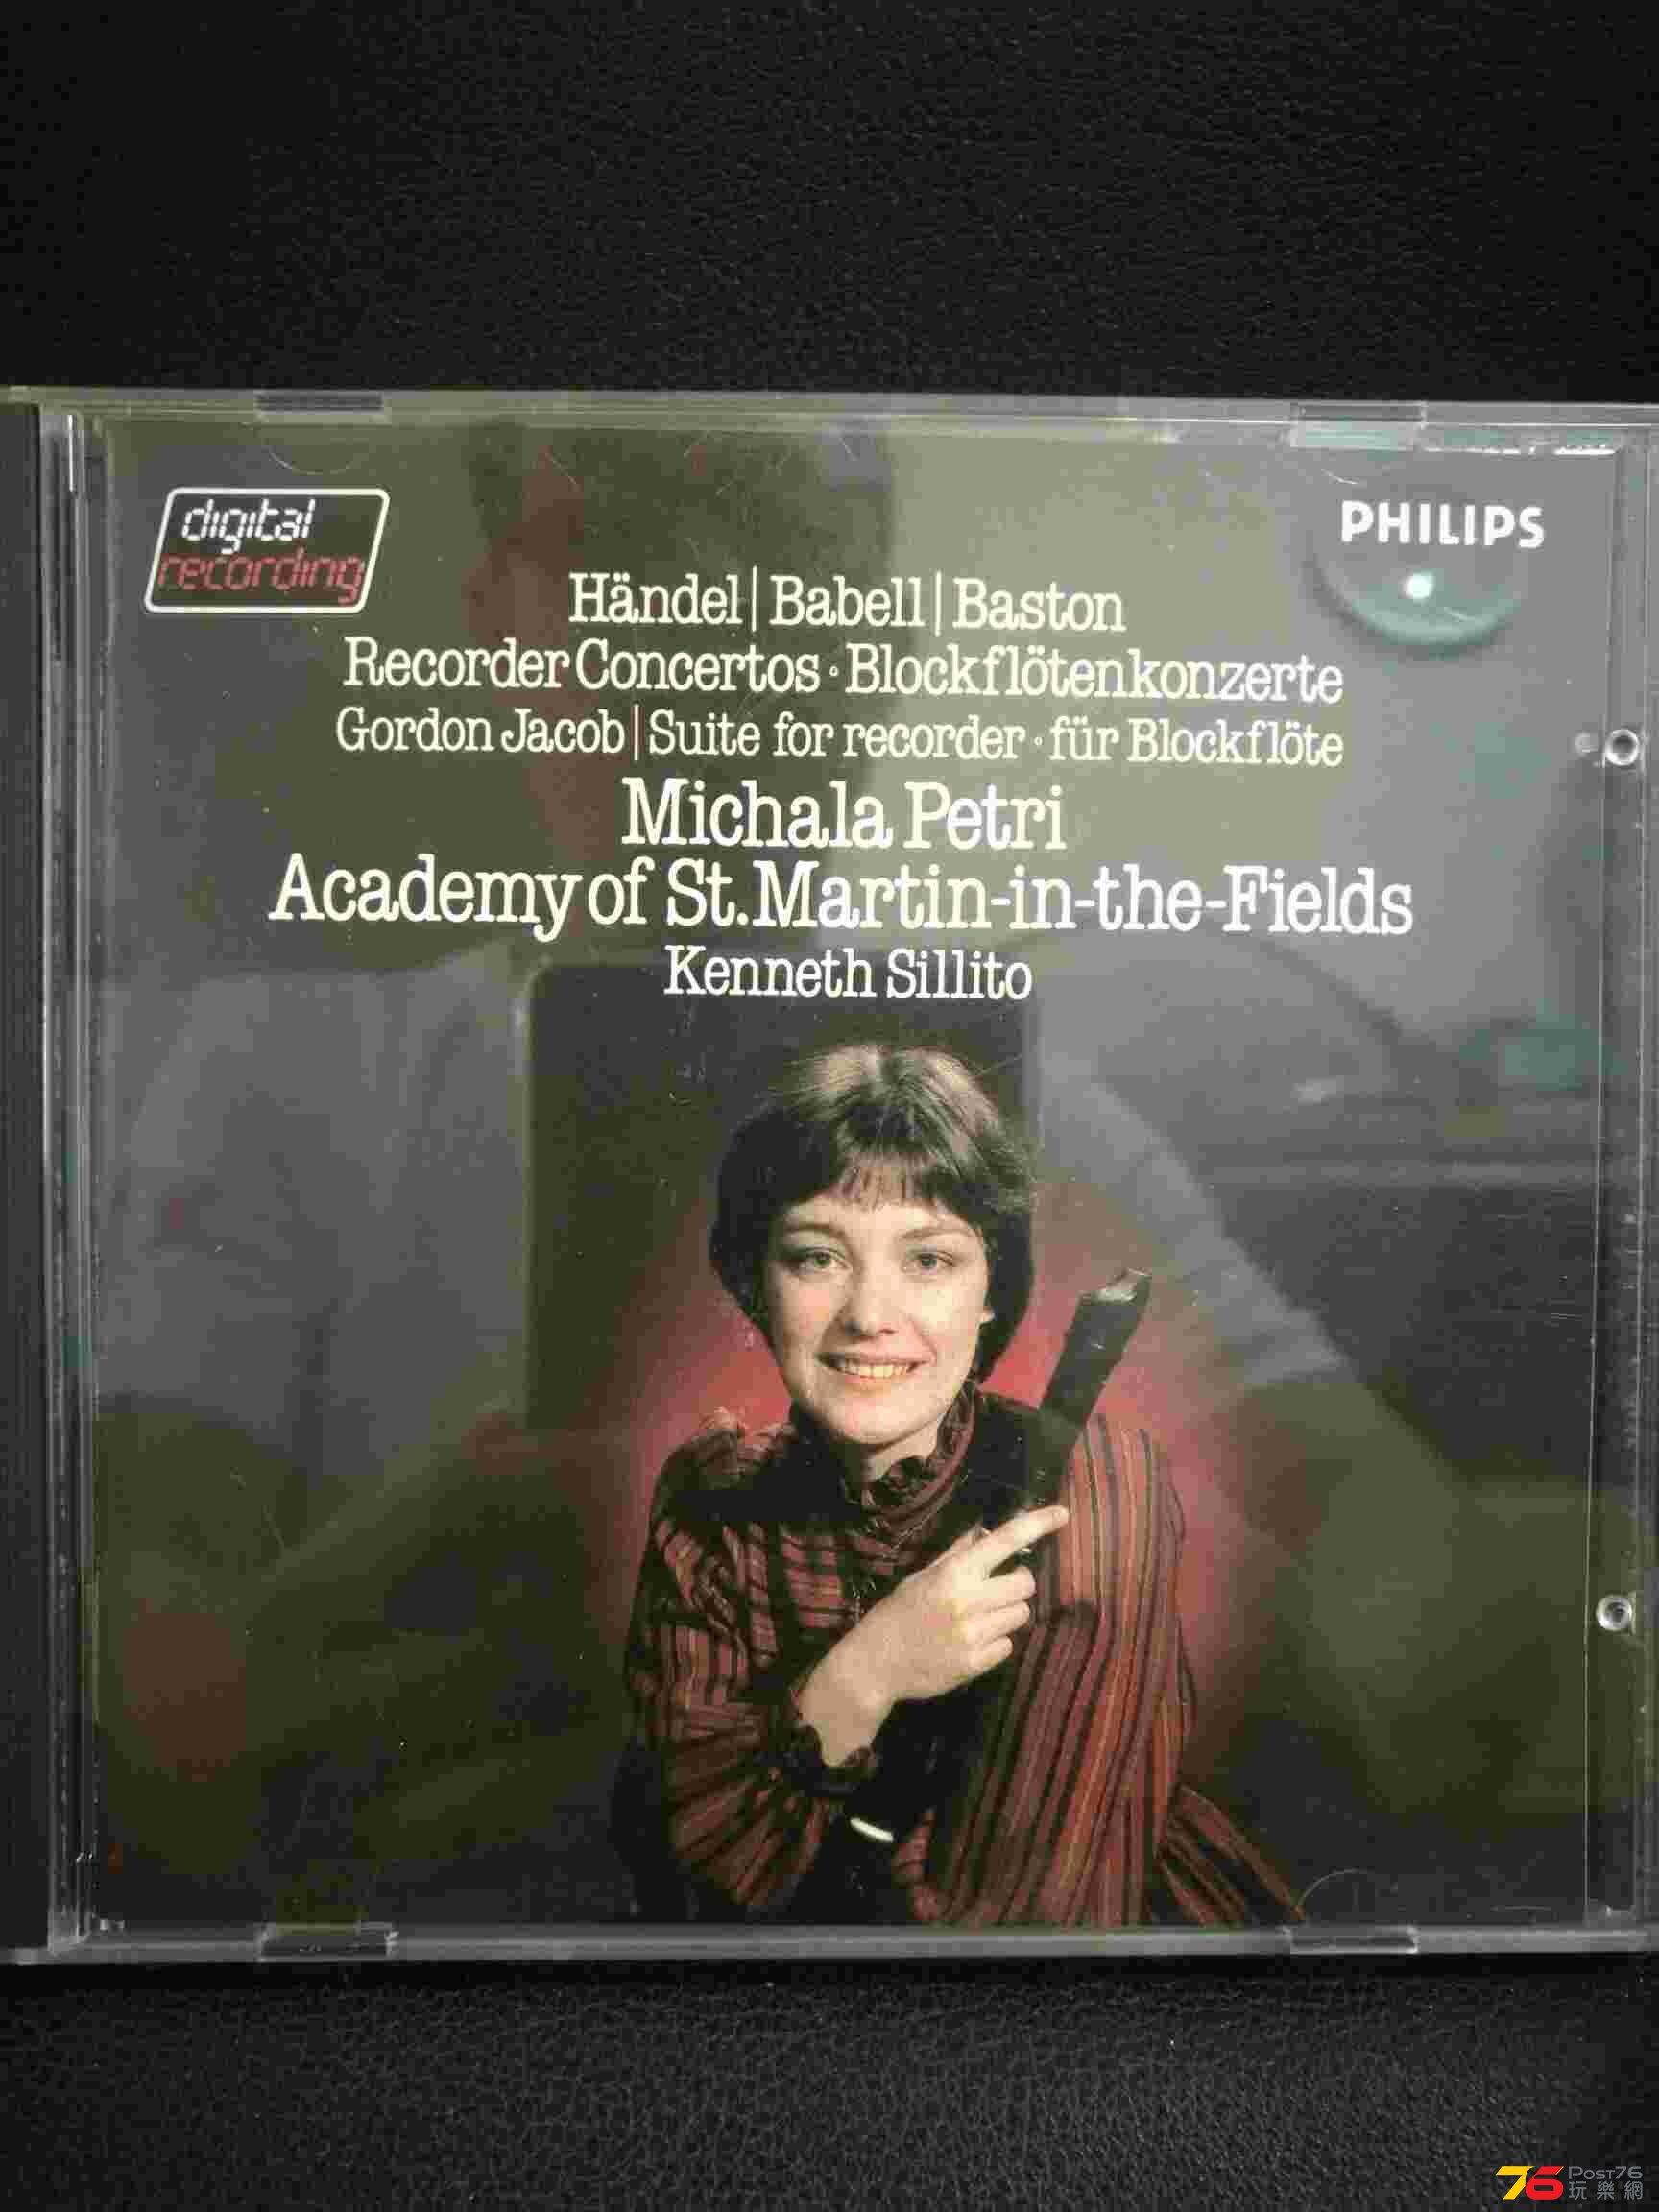 digital
recording
PHILIPS
Händel|Babell|Baston
Recorder Concertos·Blockflötenkonzerte
Gordon Jacob|Suite for recorder·für Blockflöte
Michala Petri
Academy of St.Martin-in-the-Fields
Kenneth Sillito
76 POST76
玩樂網